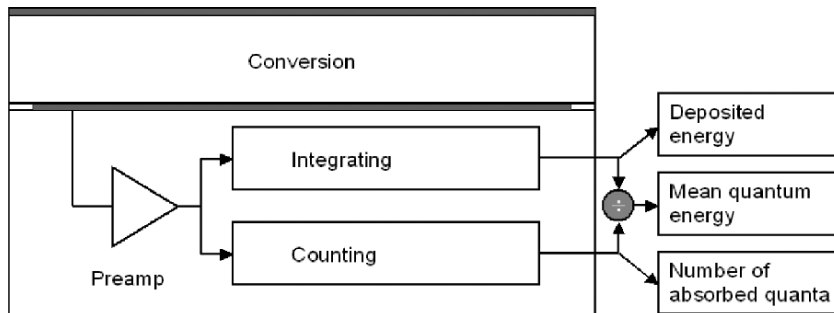 Conversion
Integrating
Counting
Preamp
Deposited
energy
÷
Mean quantum
energy
Number of
absorbed quanta